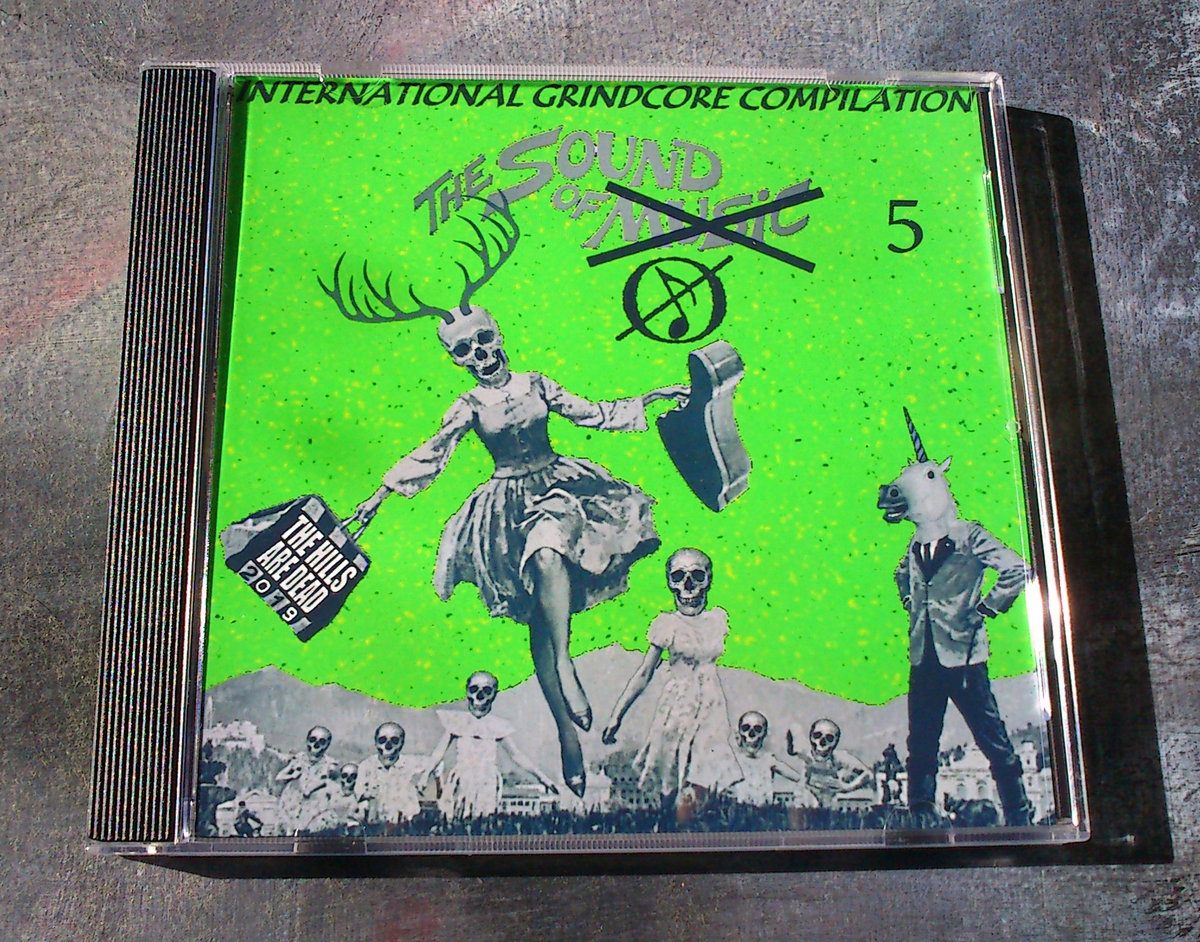 INTERNATIONAL GRINDCORE COMPILATION
THE SOUND
OF MUSiC
5
THE HILLS
ARE DEAD
2019